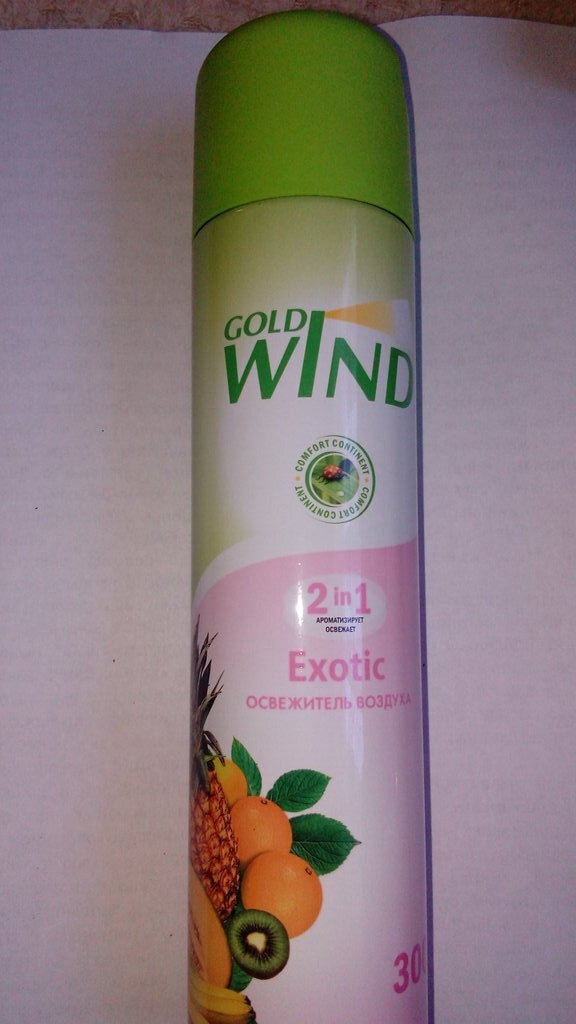 GOLD
WIND
COMFORT CONTINENT
COMFORT CONTINENT
2 in 1
АРОМАТИЗИРУЕТ
ОСВЕЖАЕТ
Exotic
ОСВЕЖИТЕЛЬ ВОЗДУХА